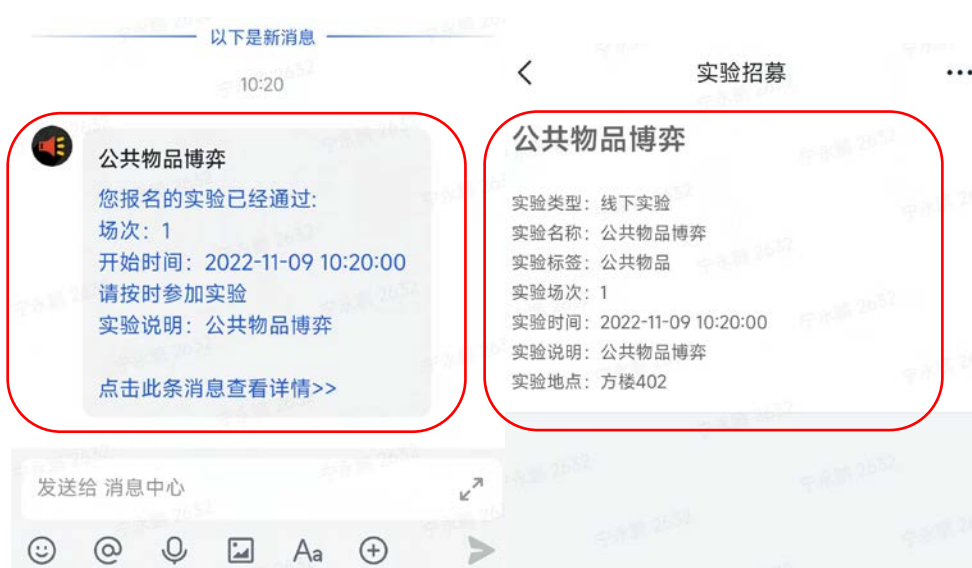 以下是新消息
10:20
公共物品博弈
您报名的实验已经通过:
场次：1
开始时间：2022-11-09 10:20:00
请按时参加实验
实验说明：公共物品博弈
点击此条消息查看详情>>
发送给 消息中心
Aa
实验招募
公共物品博弈
实验类型：线下实验
实验名称：公共物品博弈
实验标签：公共物品
实验场次：1
实验时间：2022-11-09 10:20:00
实验说明：公共物品博弈
实验地点：方楼402